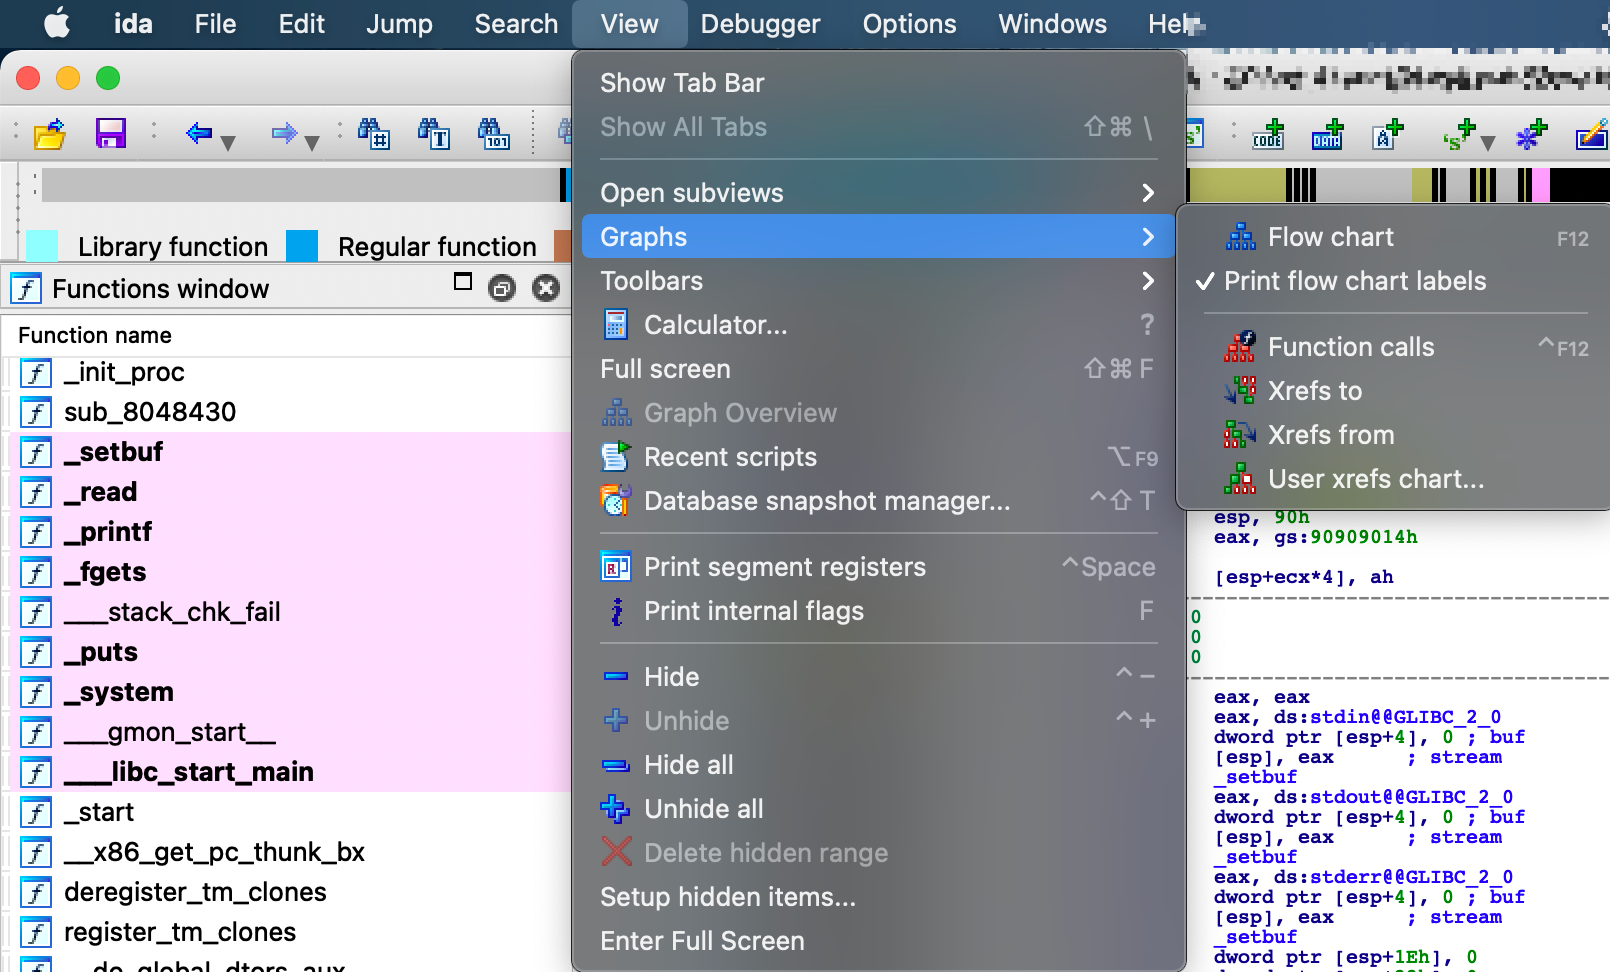 ida File Edit Jump Search View Debugger Options Windows
Library function Regular function
Functions window
Function name
_init_proc
sub_8048430
_setbuf
_read
_printf
_fgets
___stack_chk_fail
_puts
_system
___gmon_start__
____libc_start_main
_start
__x86_get_pc_thunk_bx
deregister_tm_clones
register_tm_clones
Show Tab Bar
Show All Tabs ⇧⌘ \
Open subviews
Graphs
Toolbars
Calculator... ?
Full screen ⇧⌘ F
Graph Overview
Recent scripts ⌥F9
Database snapshot manager... ^⇧ T
Print segment registers ^Space
Print internal flags F
Hide ^ −
Unhide ^ +
Hide all
Unhide all
Delete hidden range
Setup hidden items...
Enter Full Screen
Flow chart F12
✓ Print flow chart labels
Function calls ^F12
Xrefs to
Xrefs from
User xrefs chart...
esp, 90h
eax, gs:90909014h
[esp+ecx*4], ah
0
0
0
eax, eax
eax, ds:stdin@@GLIBC_2_0
dword ptr [esp+4], 0 ; buf
[esp], eax ; stream
_setbuf
eax, ds:stdout@@GLIBC_2_0
dword ptr [esp+4], 0 ; buf
[esp], eax ; stream
_setbuf
eax, ds:stderr@@GLIBC_2_0
dword ptr [esp+4], 0 ; buf
[esp], eax ; stream
_setbuf
dword ptr [esp+1Eh], 0